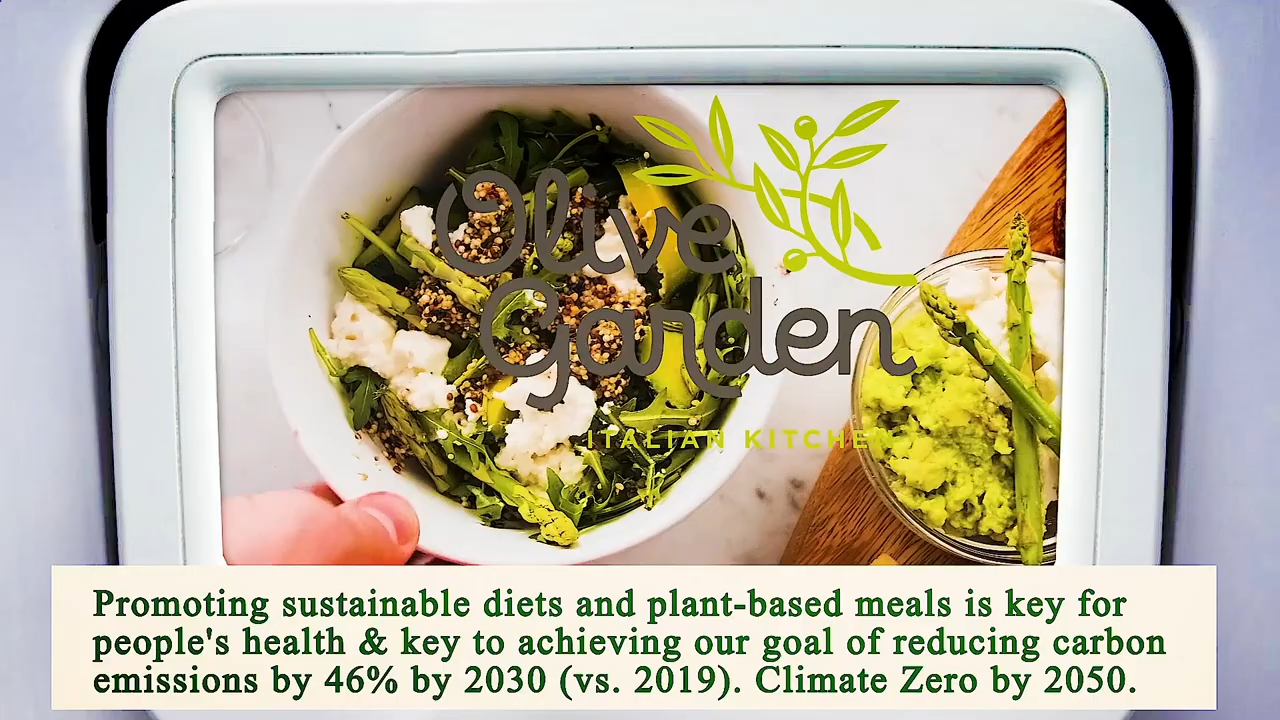 Olive
Garden
ITALIAN KITCHEN
Promoting sustainable diets and plant-based meals is key for
people's health & key to achieving our goal of reducing carbon
emissions by 46% by 2030 (vs. 2019). Climate Zero by 2050.